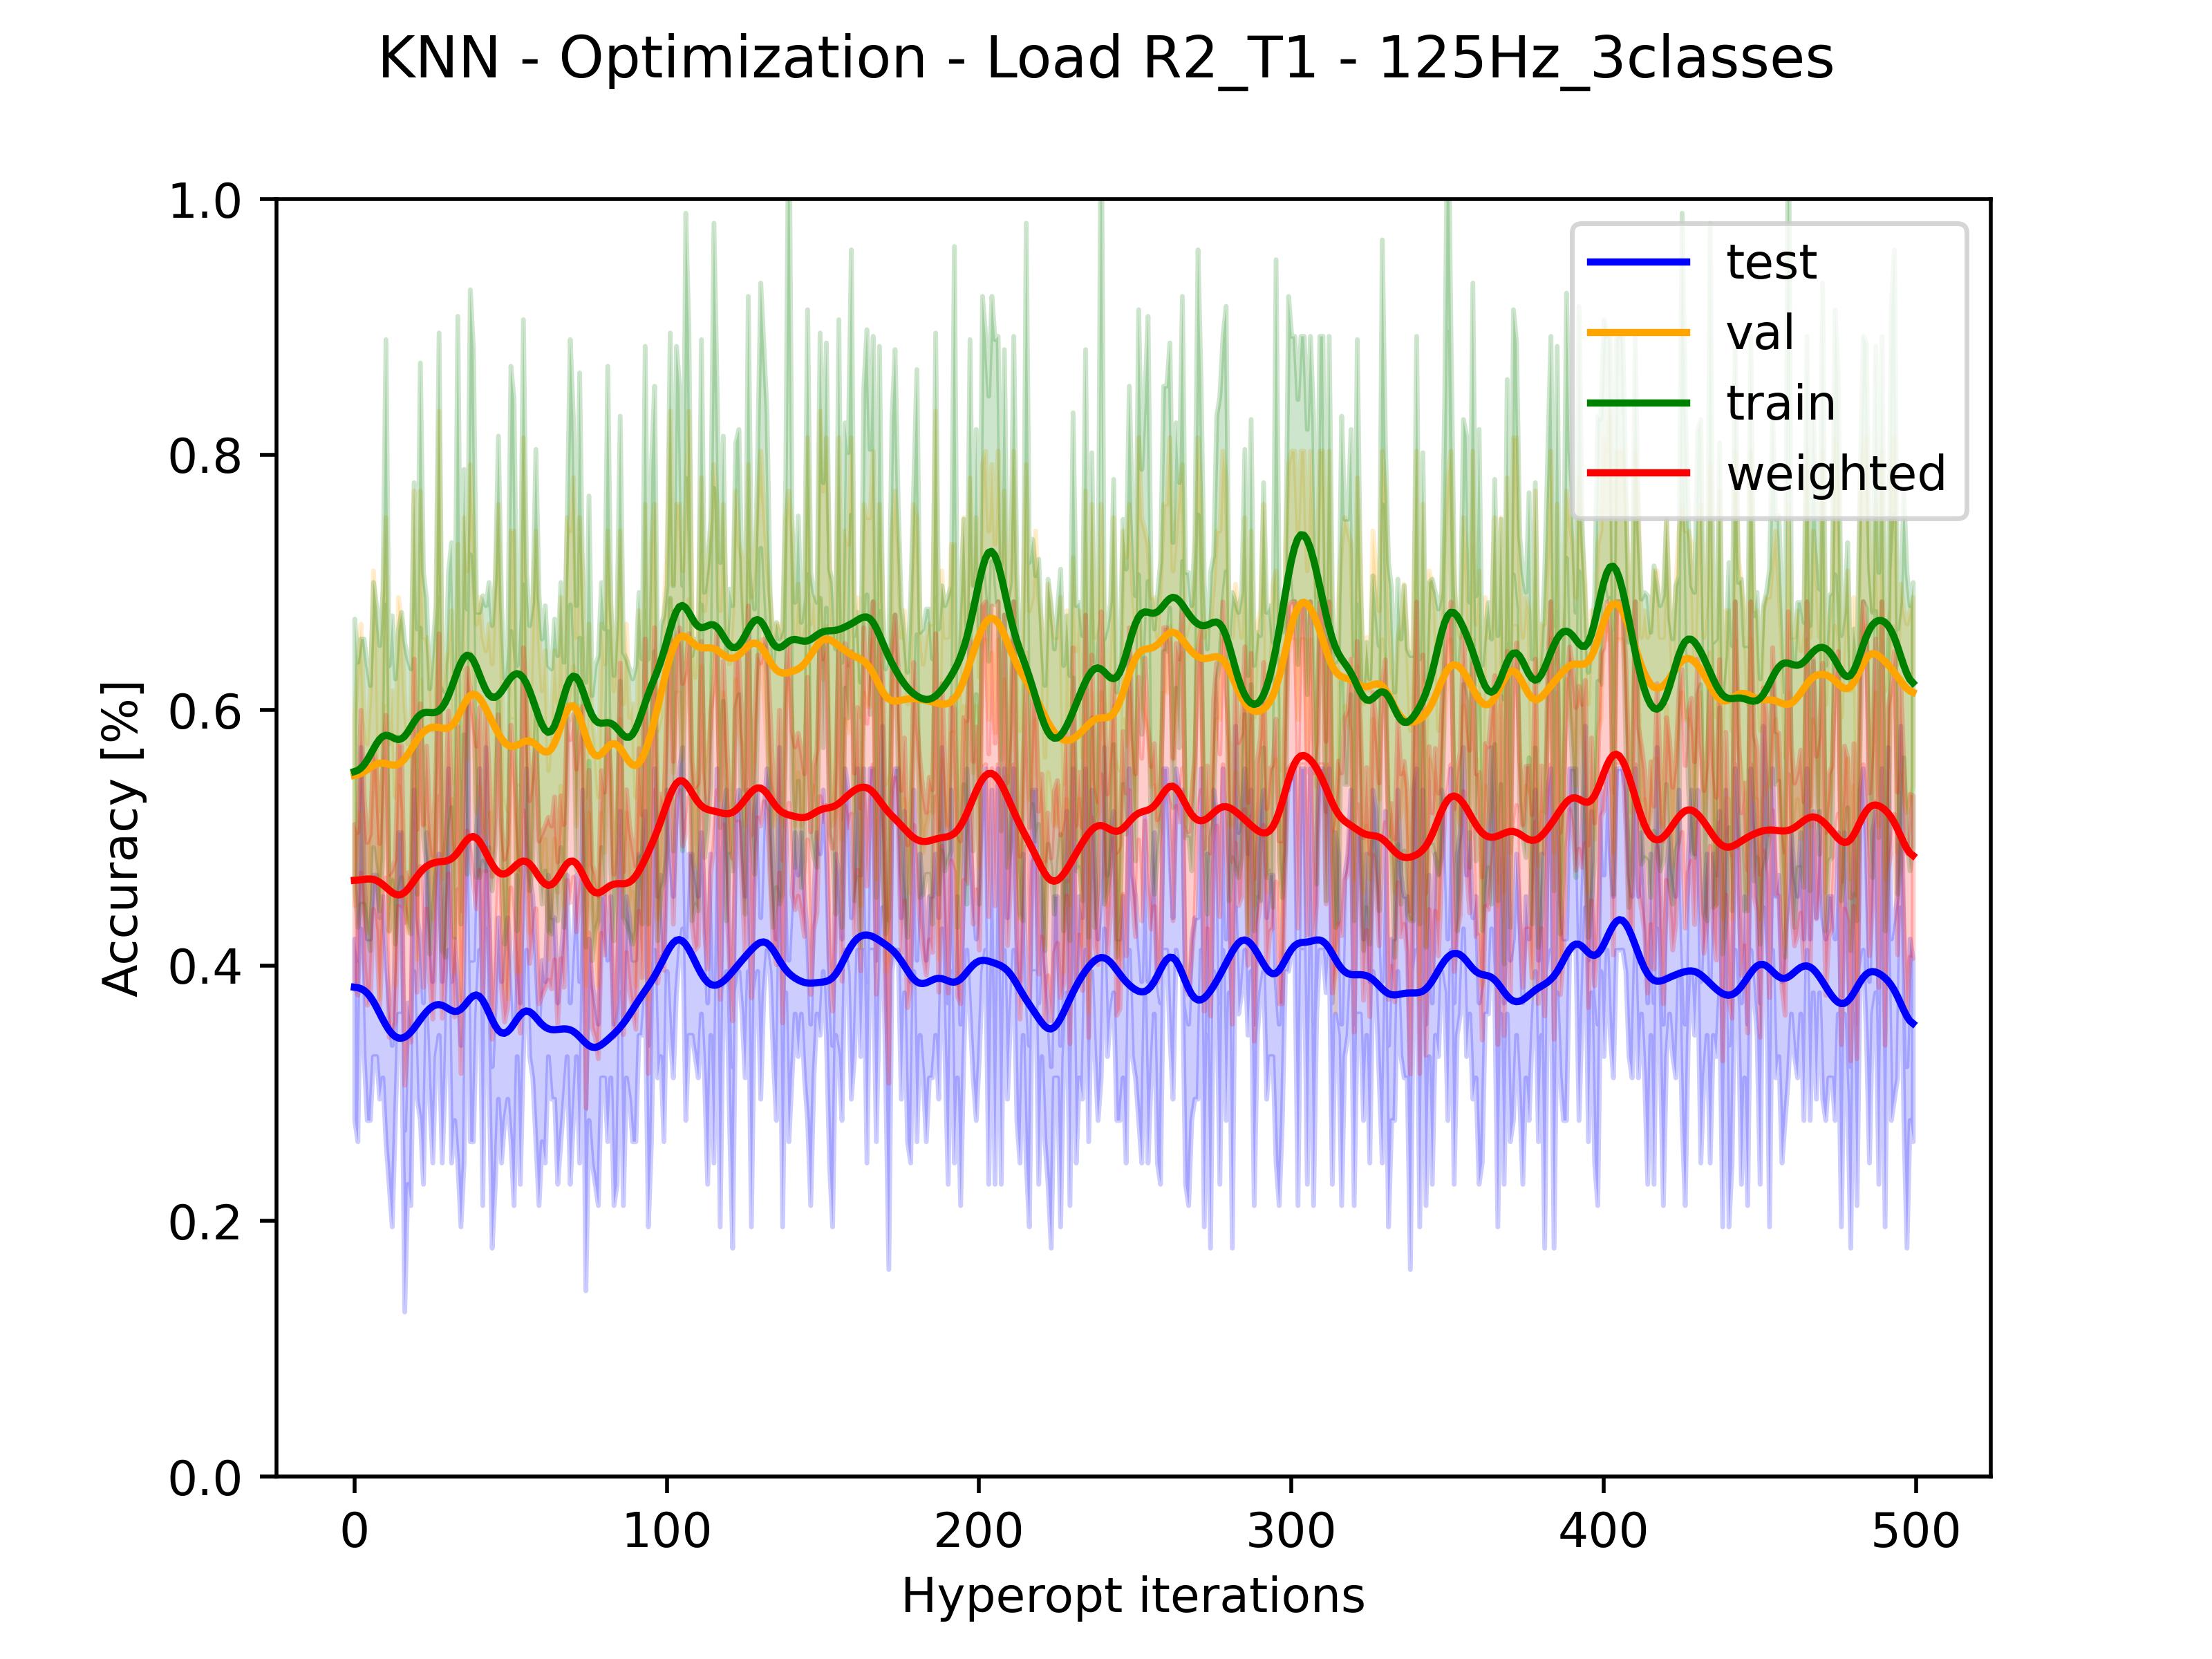 KNN - Optimization - Load R2_T1 - 125Hz_3classes
1.0
0.8
0.6
0.4
0.2
0.0
Accuracy [%]
test
val
train
weighted
0 100 200 300 400 500
Hyperopt iterations